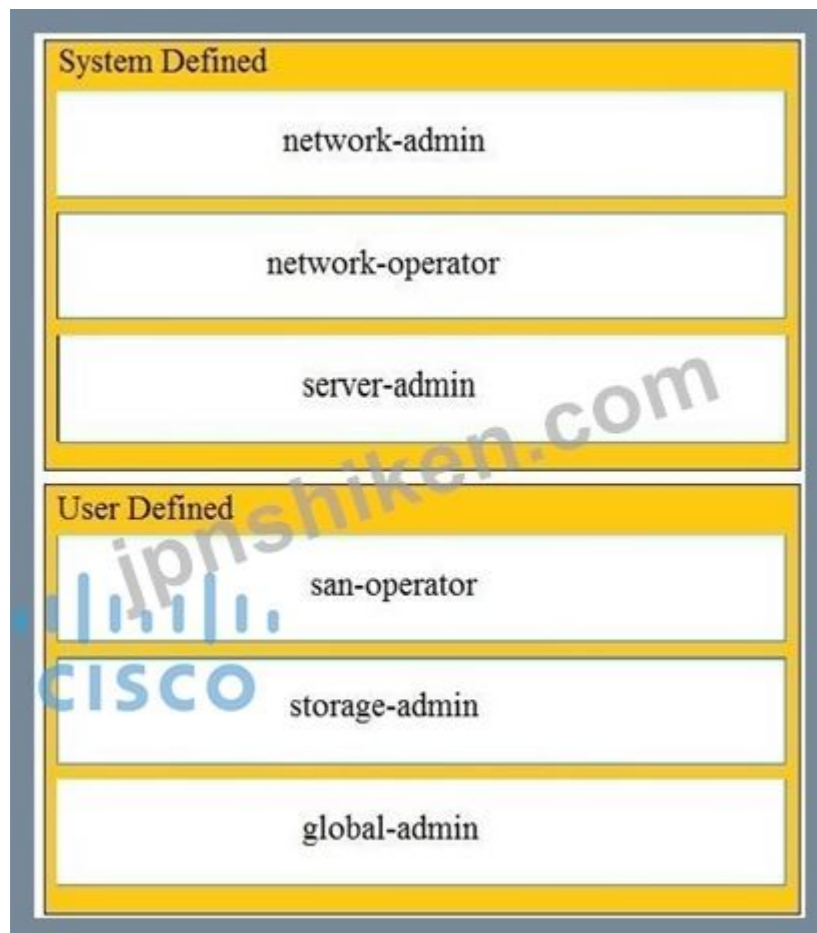 System Defined
network-admin
network-operator
server-admin
jpnshiken.com
User Defined
san-operator
CISCO
storage-admin
global-admin